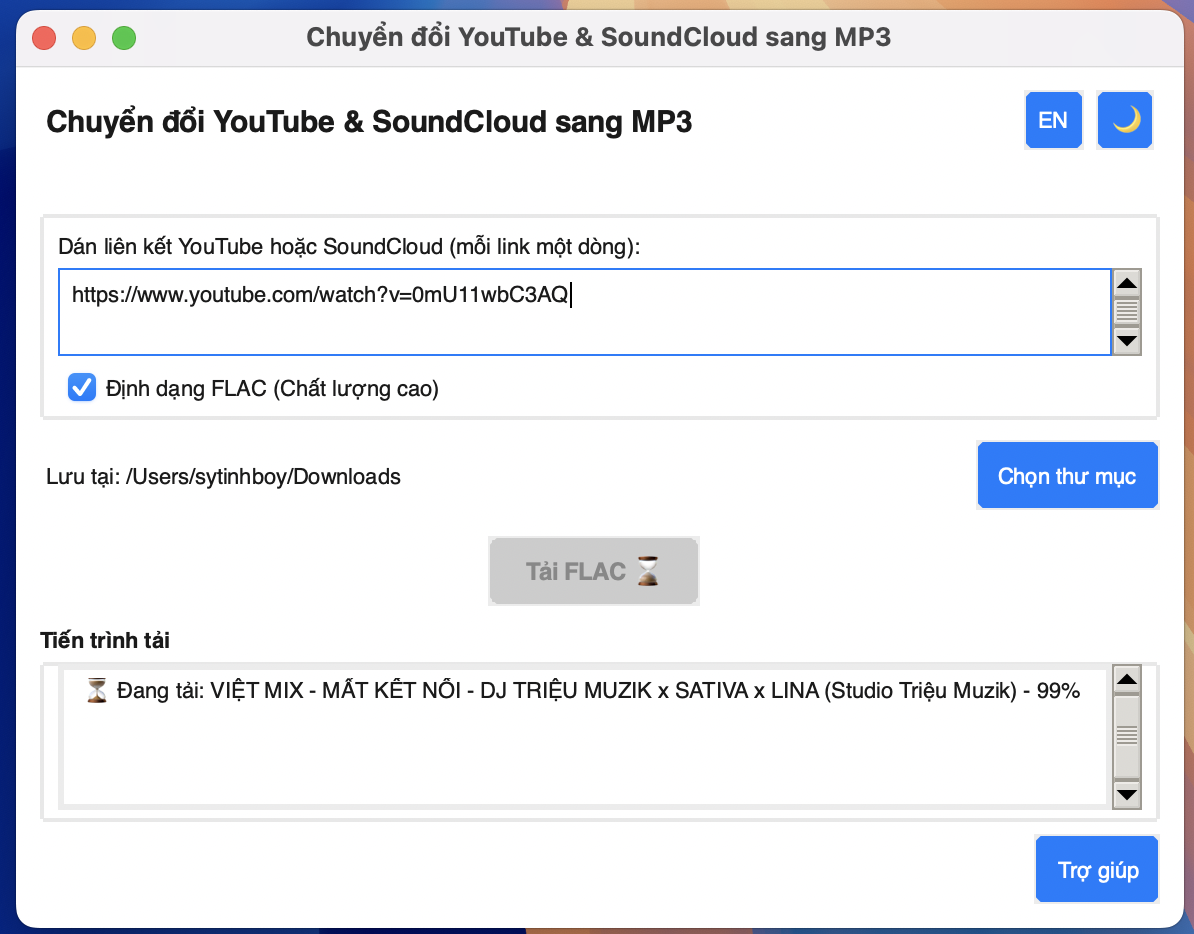 Chuyển đổi YouTube & SoundCloud sang MP3
Chuyển đổi YouTube & SoundCloud sang MP3
EN
Dán liên kết YouTube hoặc SoundCloud (mỗi link một dòng):
https://www.youtube.com/watch?v=0mU11wbC3AQ
Định dạng FLAC (Chất lượng cao)
Lưu tại: /Users/sytinhboy/Downloads
Chọn thư mục
Tải FLAC ⏳
Tiến trình tải
⏳ Đang tải: VIỆT MIX - MẤT KẾT NỐI - DJ TRIỆU MUZIK x SATIVA x LINA (Studio Triệu Muzik) - 99%
Trợ giúp